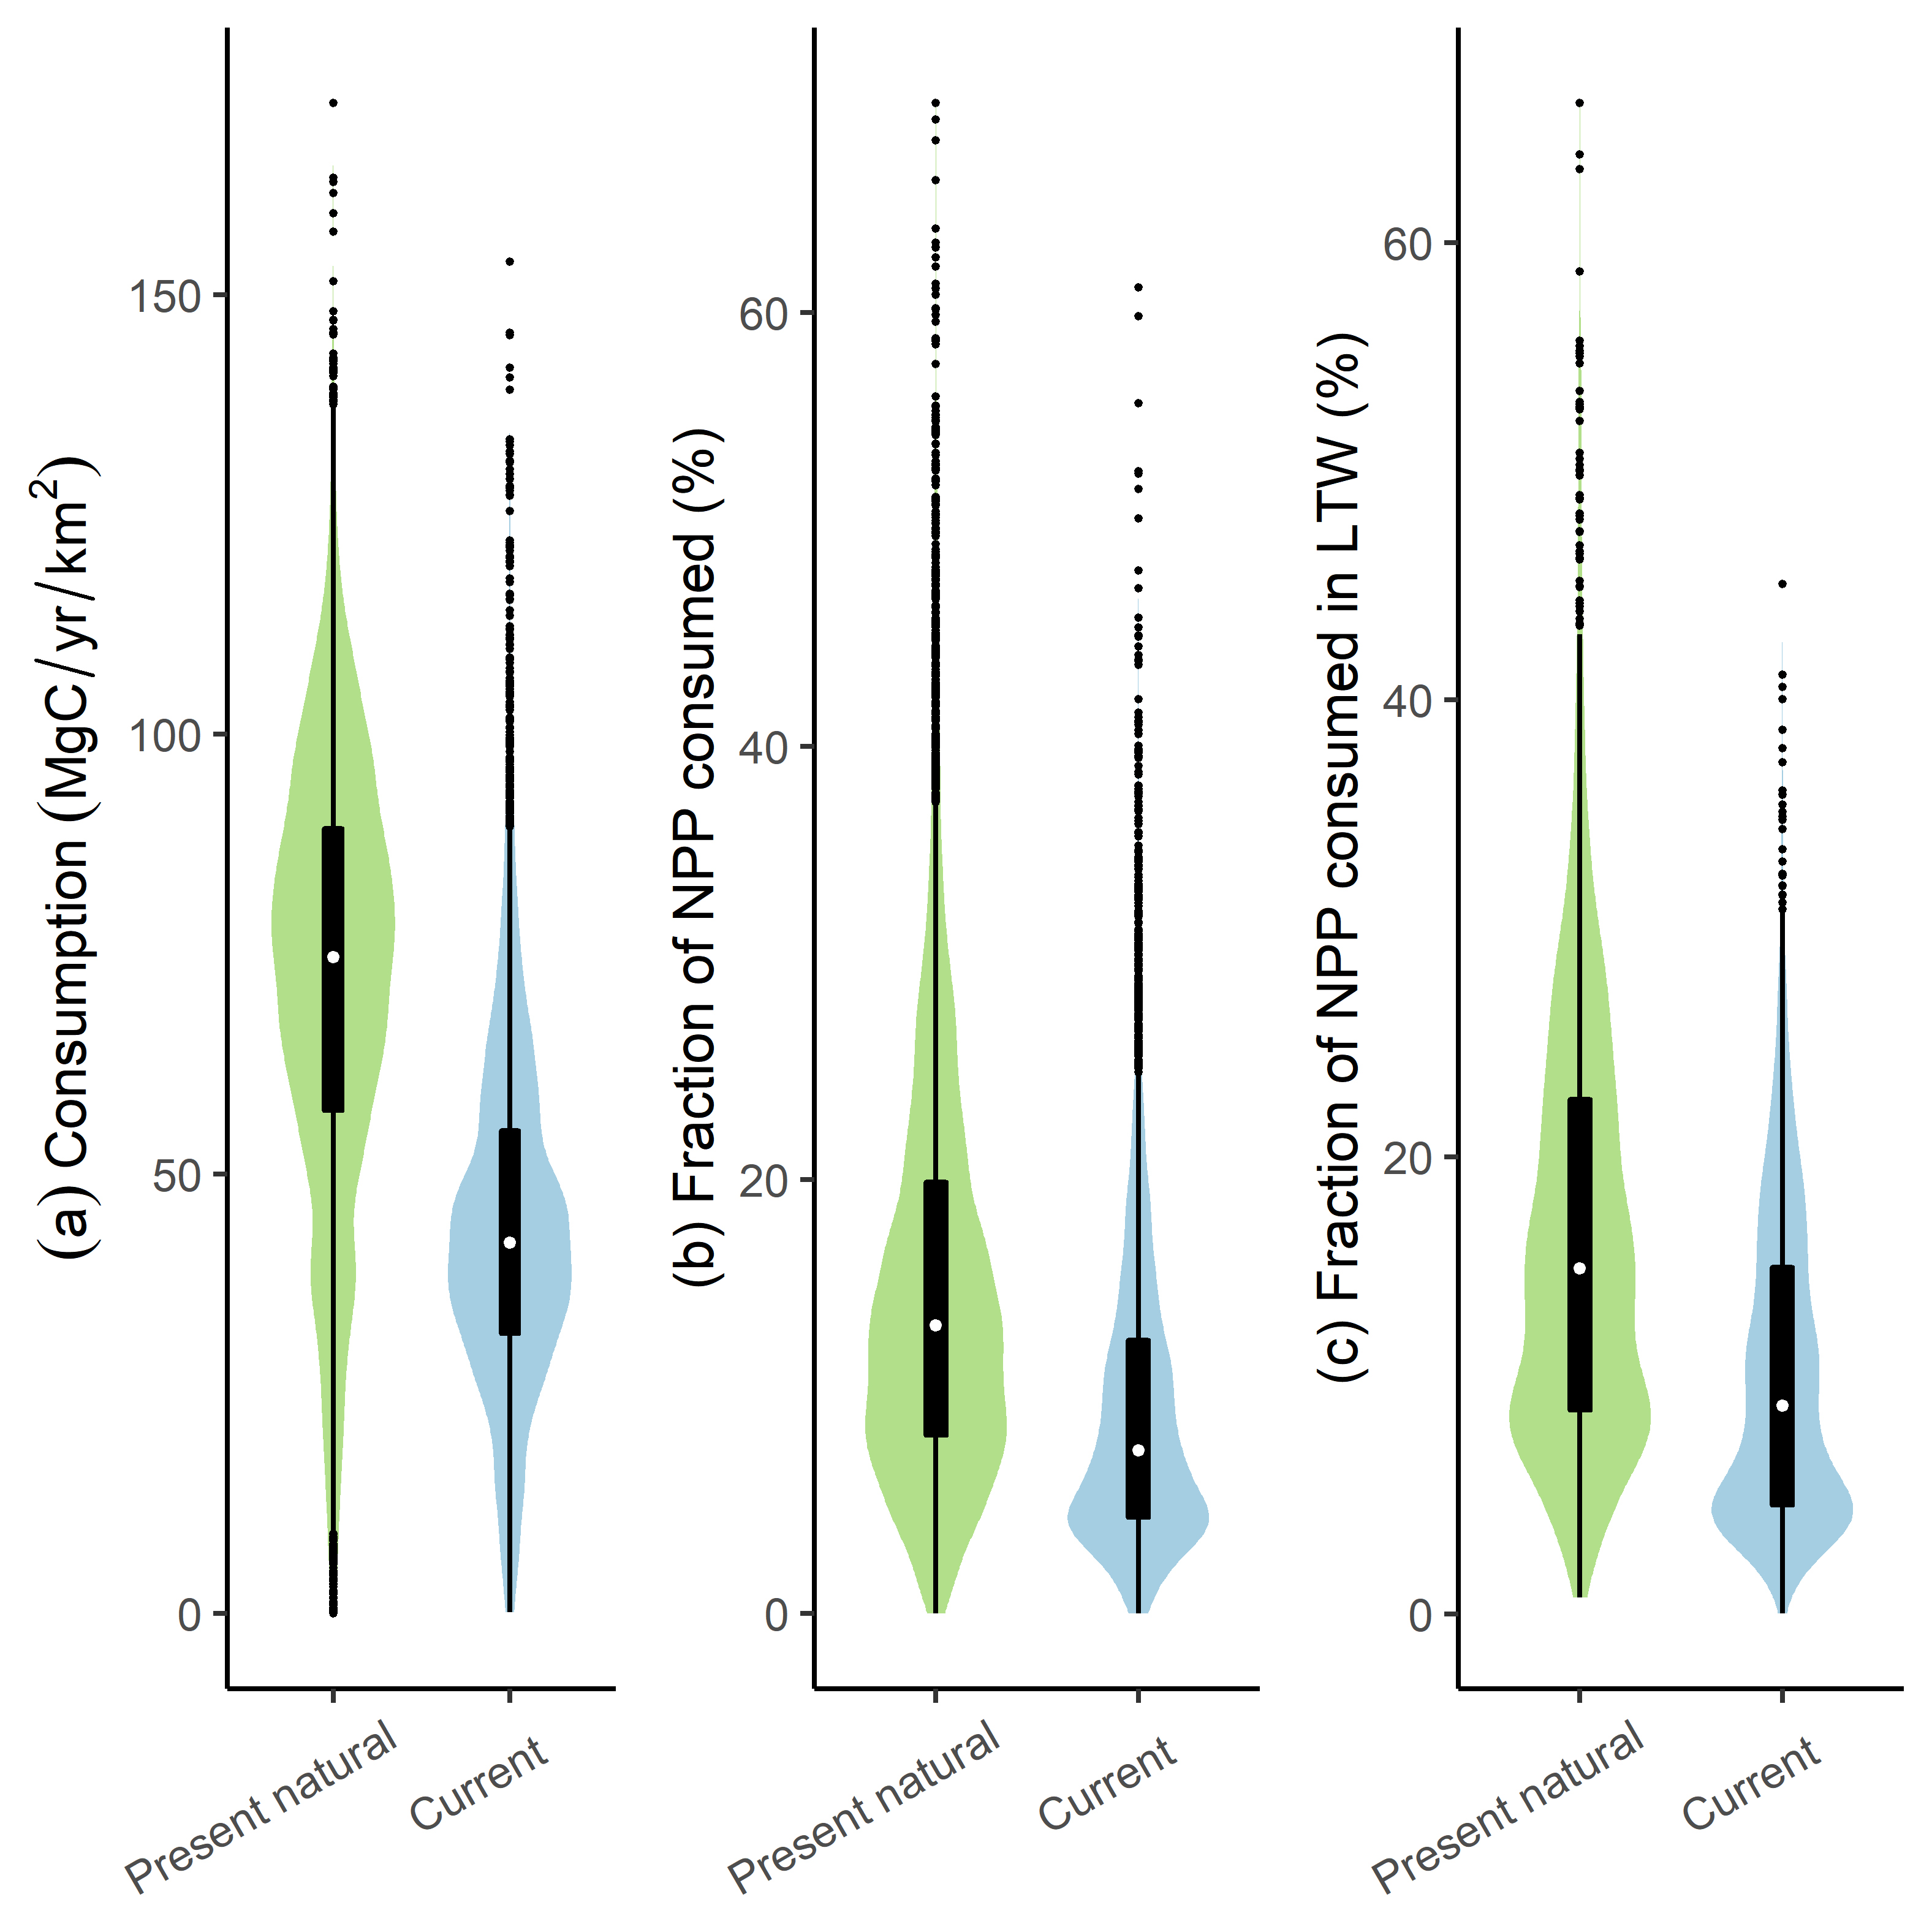 (a) Consumption (MgC/yr/km²)
150
100
50
0
Present natural
Current
(b) Fraction of NPP consumed (%)
60
40
20
0
Present natural
Current
(c) Fraction of NPP consumed in LTW (%)
60
40
20
0
Present natural
Current